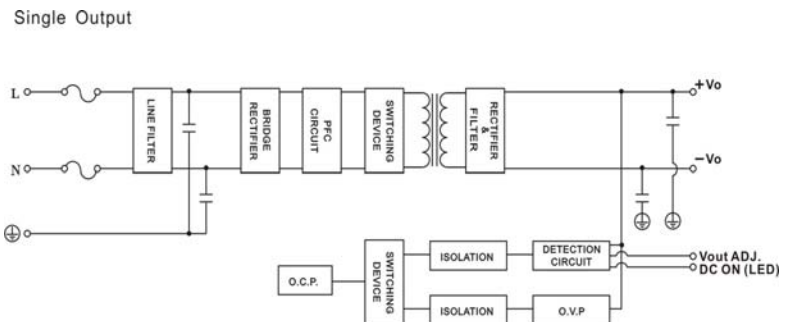 Single Output
L
N
LINE FILTER
BRIDGE
RECTIFIER
PFC
CIRCUIT
SWITCHING
DEVICE
RECTIFIER
&
FILTER
+Vo
-Vo
O.C.P.
SWITCHING
DEVICE
ISOLATION
DETECTION
CIRCUIT
Vout ADJ.
DC ON (LED)
ISOLATION
O.V.P